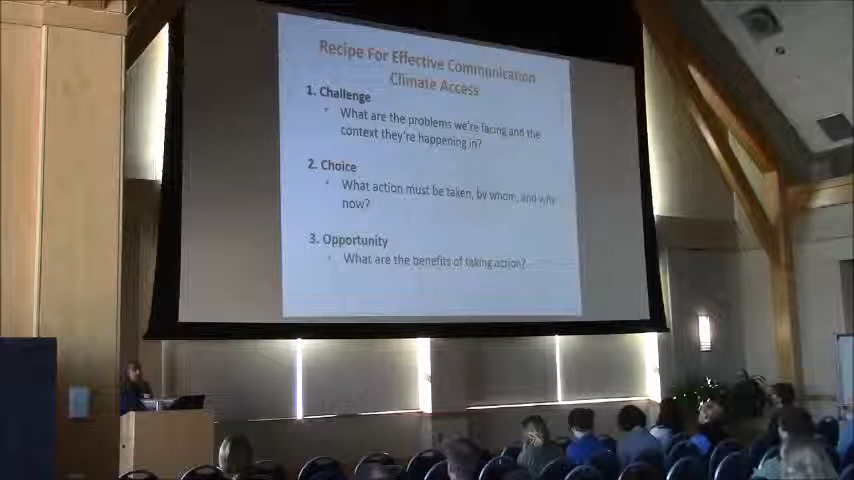 Recipe For Effective Communication
Climate Access
1. Challenge
• What are the problems we're facing and the
context they're happening in?
2. Choice
• What action must be taken, by whom, and why
now?
3. Opportunity
• What are the benefits of taking action?